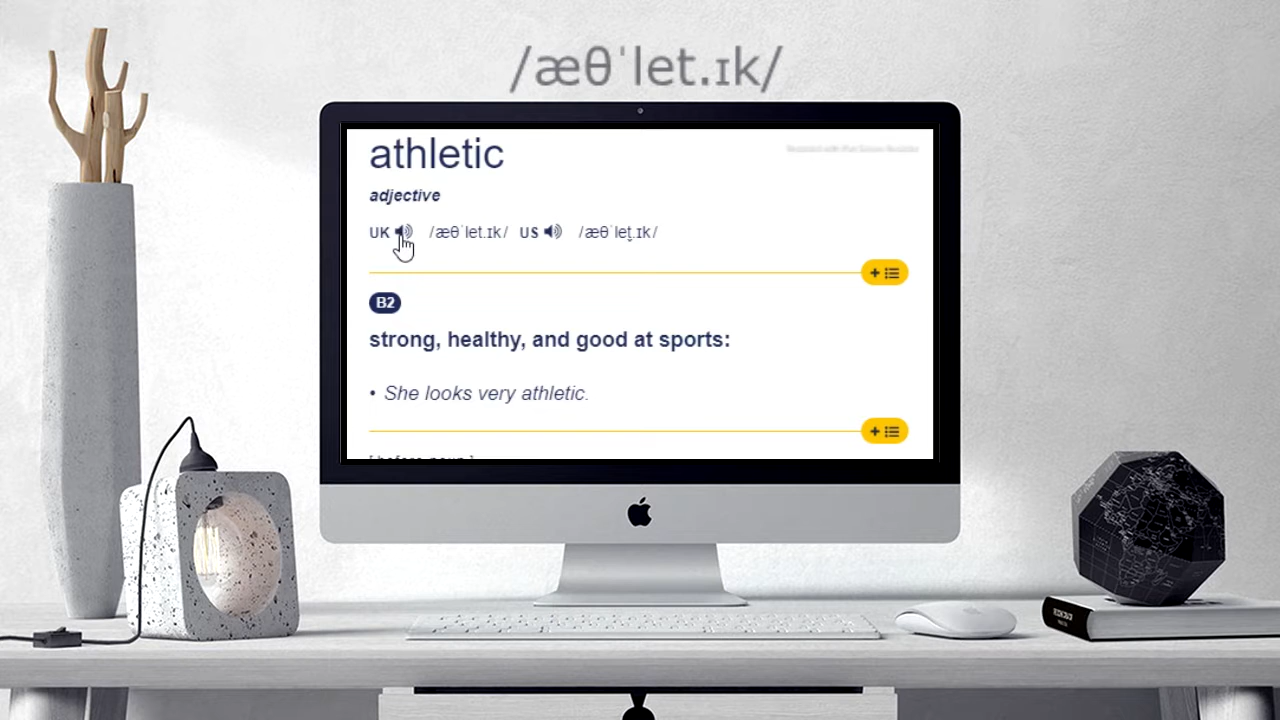 /æθˈlet.ɪk/
athletic
adjective
UK /æθˈlet.ɪk/ US /æθˈlet̬.ɪk/
B2
strong, healthy, and good at sports:
• She looks very athletic.